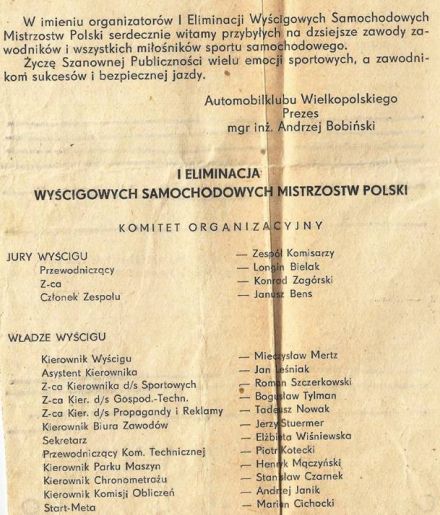 W imieniu organizatorów I Eliminacji Wyścigowych Samochodowych
Mistrzostw Polski serdecznie witamy przybyłych na dzsiejsze zawody za-
wodników i wszystkich miłośników sportu samochodowego.
Życzę Szanownej Publiczności wielu emocji sportowych, a zawodni-
kom sukcesów i bezpiecznej jazdy.
Automobilklubu Wielkopolskiego
Prezes
mgr inż. Andrzej Bobiński
I ELIMINACJA
WYŚCIGOWYCH SAMOCHODOWYCH MISTRZOSTW POLSKI
KOMITET ORGANIZACYJNY
JURY WYŚCIGU — Zespół Komisarzy
Przewodniczący — Longin Bielak
Z-ca — Konrad Zagórski
Członek Zespołu — Janusz Bens
WŁADZE WYŚCIGU
Kierownik Wyścigu — Mieczysław Mertz
Asystent Kierownika — Jan Leśniak
Z-ca Kierownika d/s Sportowych — Roman Szczerkowski
Z-ca Kier. d/s Gospod.-Techn. — Bogusław Tylman
Z-ca Kier. d/s Propagandy i Reklamy — Tadeusz Nowak
Kierownik Biura Zawodów — Jerzy Stuermer
Sekretarz — Elżbieta Wiśniewska
Przewodniczący Kom. Technicznej — Piotr Kotecki
Kierownik Parku Maszyn — Henryk Mączyński
Kierownik Chronometrażu — Stanisław Czarnek
Kierownik Komisji Obliczeń — Andrzej Janik
Start-Meta — Marian Cichocki